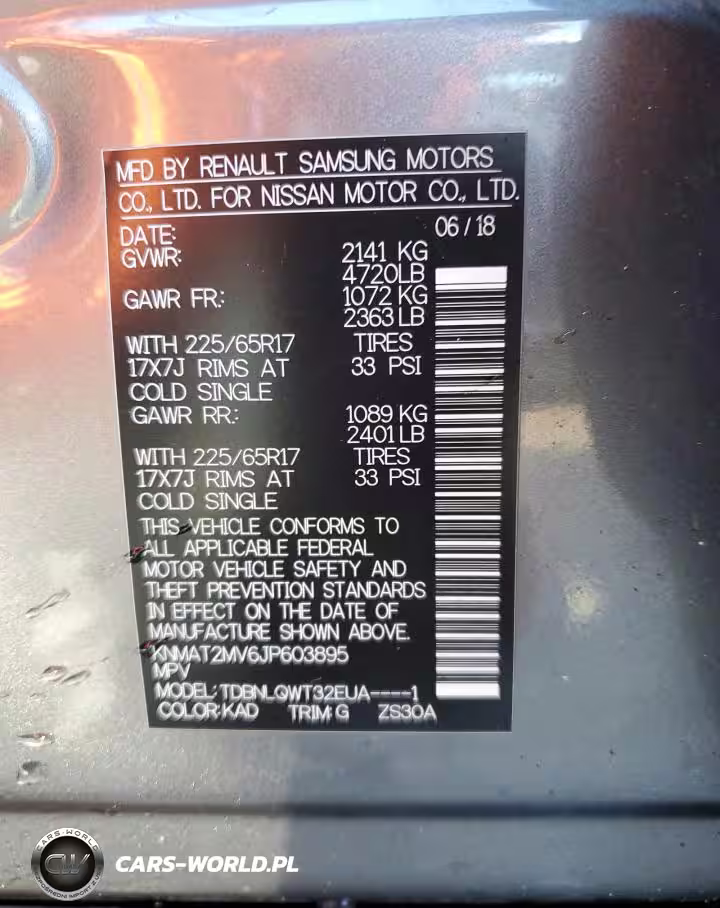 MFD BY RENAULT SAMSUNG MOTORS
CO., LTD. FOR NISSAN MOTOR CO., LTD.
DATE: 06 / 18
GVWR: 2141 KG
4720LB
GAWR FR: 1072 KG
2363 LB
WITH 225/65R17 TIRES
17X7J RIMS AT 33 PSI
COLD SINGLE
GAWR RR: 1089 KG
2401 LB
WITH 225/65R17 TIRES
17X7J RIMS AT 33 PSI
COLD SINGLE
THIS VEHICLE CONFORMS TO
ALL APPLICABLE FEDERAL
MOTOR VEHICLE SAFETY AND
THEFT PREVENTION STANDARDS
IN EFFECT ON THE DATE OF
MANUFACTURE SHOWN ABOVE.
KNMAT2MV6JP603895
MPV
MODEL: TDBNLQWT32EUA----1
COLOR: KAD TRIM: G ZS30A
CARS-WORLD
CW
CARS-WORLD.PL